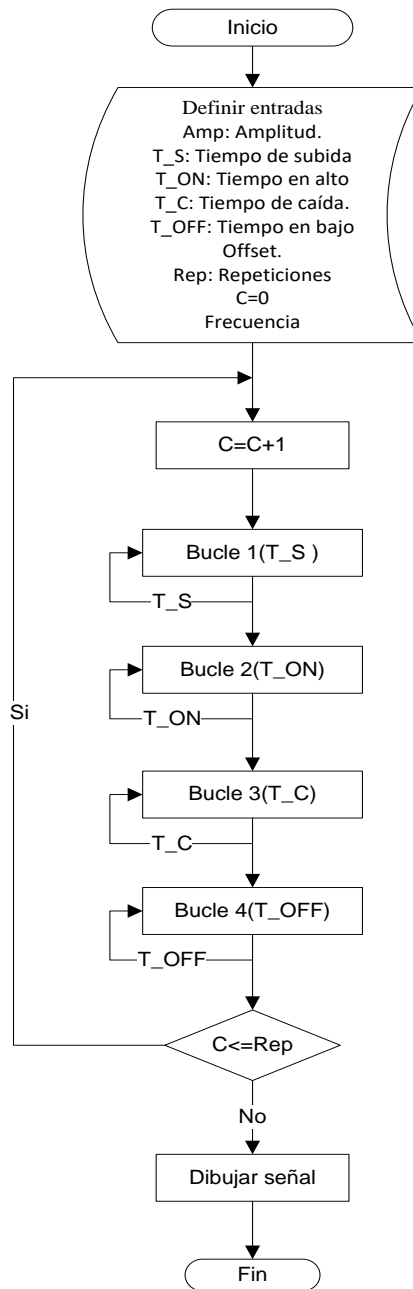 Inicio
Definir entradas
Amp: Amplitud.
T_S: Tiempo de subida
T_ON: Tiempo en alto
T_C: Tiempo de caída.
T_OFF: Tiempo en bajo
Offset.
Rep: Repeticiones
C=0
Frecuencia
C=C+1
Bucle 1(T_S )
T_S
Bucle 2(T_ON)
T_ON
Si
Bucle 3(T_C)
T_C
Bucle 4(T_OFF)
T_OFF
C<=Rep
No
Dibujar señal
Fin